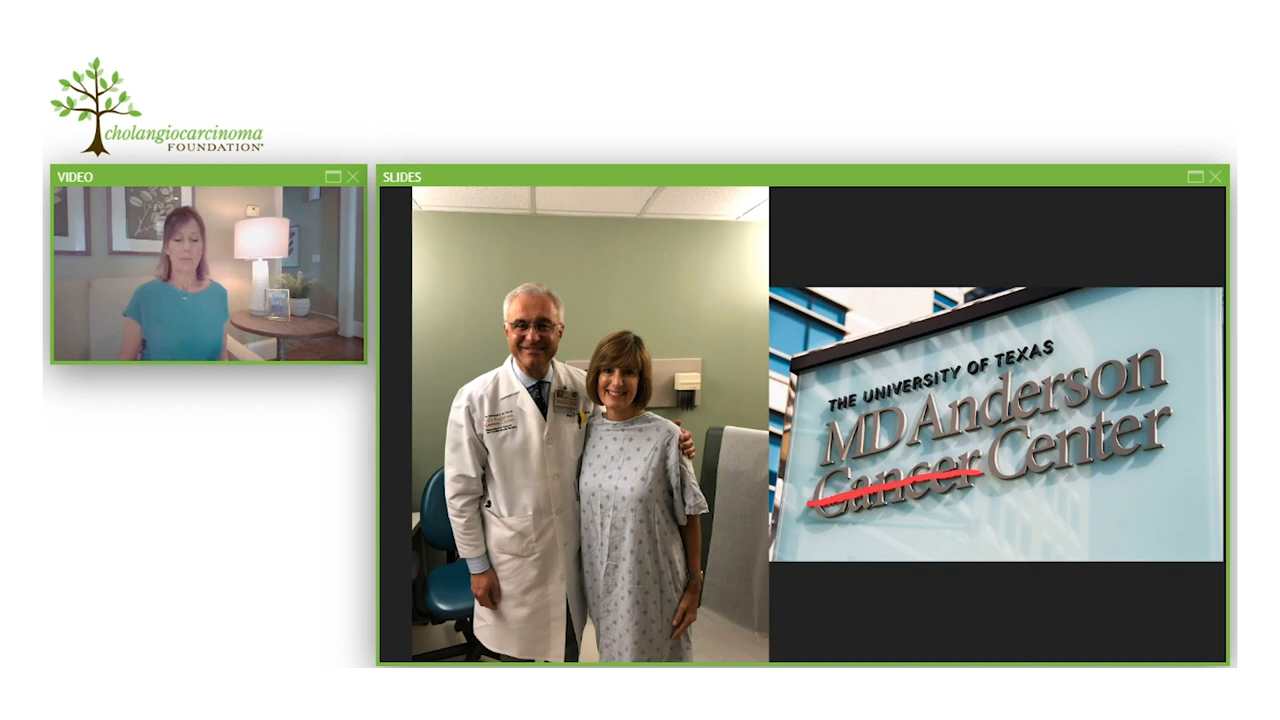 cholangiocarcinoma
FOUNDATION®
VIDEO
SLIDES
THE UNIVERSITY OF TEXAS
MD Anderson
Cancer Center